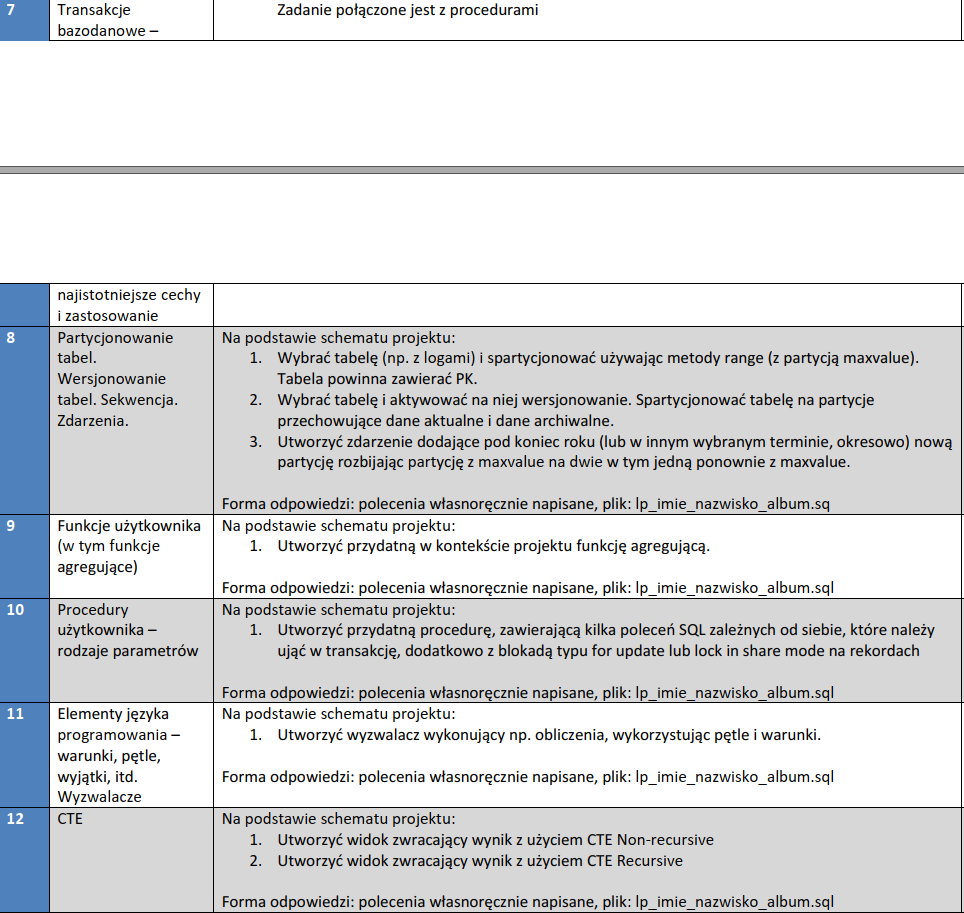 7
Transakcje
bazodanowe –
Zadanie połączone jest z procedurami
najistotniejsze cechy
i zastosowanie
8
Partycjonowanie
tabel.
Wersjonowanie
tabel. Sekwencja.
Zdarzenia.
Na podstawie schematu projektu:
1. Wybrać tabelę (np. z logami) i spartycjonować używając metody range (z partycją maxvalue).
Tabela powinna zawierać PK.
2. Wybrać tabelę i aktywować na niej wersjonowanie. Spartycjonować tabelę na partycje
przechowujące dane aktualne i dane archiwalne.
3. Utworzyć zdarzenie dodające pod koniec roku (lub w innym wybranym terminie, okresowo) nową
partycję rozbijając partycję z maxvalue na dwie w tym jedną ponownie z maxvalue.
Forma odpowiedzi: polecenia własnoręcznie napisane, plik: lp_imie_nazwisko_album.sq
9
Funkcje użytkownika
(w tym funkcje
agregujące)
Na podstawie schematu projektu:
1. Utworzyć przydatną w kontekście projektu funkcję agregującą.
Forma odpowiedzi: polecenia własnoręcznie napisane, plik: lp_imie_nazwisko_album.sql
10
Procedury
użytkownika –
rodzaje parametrów
Na podstawie schematu projektu:
1. Utworzyć przydatną procedurę, zawierającą kilka poleceń SQL zależnych od siebie, które należy
ująć w transakcję, dodatkowo z blokadą typu for update lub lock in share mode na rekordach
Forma odpowiedzi: polecenia własnoręcznie napisane, plik: lp_imie_nazwisko_album.sql
11
Elementy języka
programowania –
warunki, pętle,
wyjątki, itd.
Wyzwalacze
Na podstawie schematu projektu:
1. Utworzyć wyzwalacz wykonujący np. obliczenia, wykorzystując pętle i warunki.
Forma odpowiedzi: polecenia własnoręcznie napisane, plik: lp_imie_nazwisko_album.sql
12
CTE
Na podstawie schematu projektu:
1. Utworzyć widok zwracający wynik z użyciem CTE Non-recursive
2. Utworzyć widok zwracający wynik z użyciem CTE Recursive
Forma odpowiedzi: polecenia własnoręcznie napisane, plik: lp_imie_nazwisko_album.sql